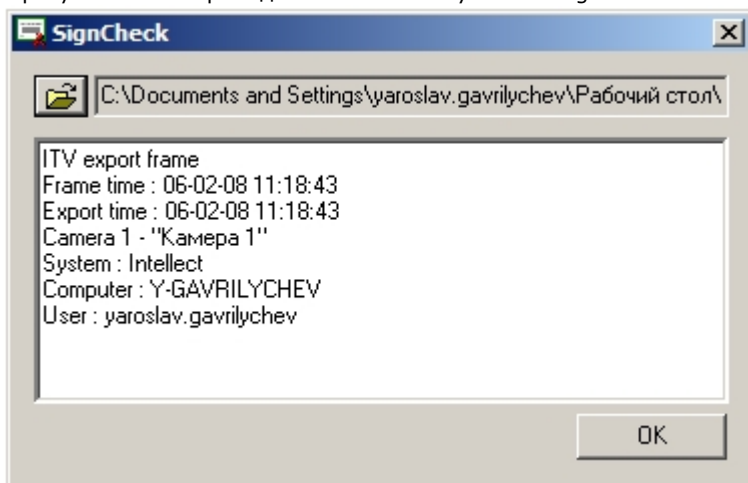 SignCheck
C:\Documents and Settings\yaroslav.gavrilychev\Рабочий стол\
ITV export frame
Frame time : 06-02-08 11:18:43
Export time : 06-02-08 11:18:43
Camera 1 - "Камера 1"
System : Intellect
Computer : Y-GAVRILYCHEV
User : yaroslav.gavrilychev
OK